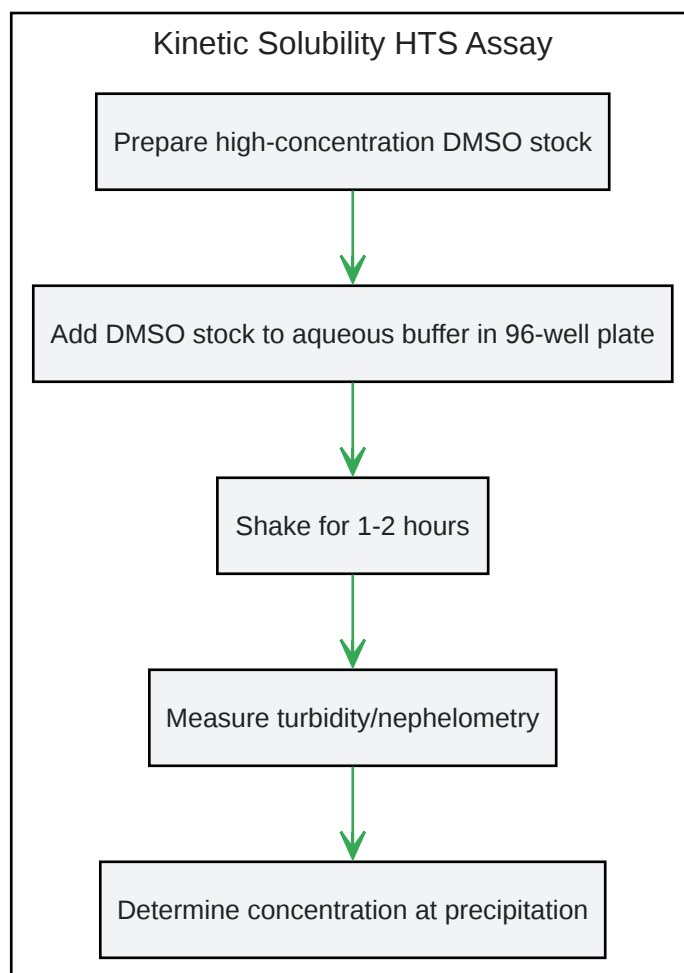 Kinetic Solubility HTS Assay
Prepare high-concentration DMSO stock
Add DMSO stock to aqueous buffer in 96-well plate
Shake for 1-2 hours
Measure turbidity/nephelometry
Determine concentration at precipitation